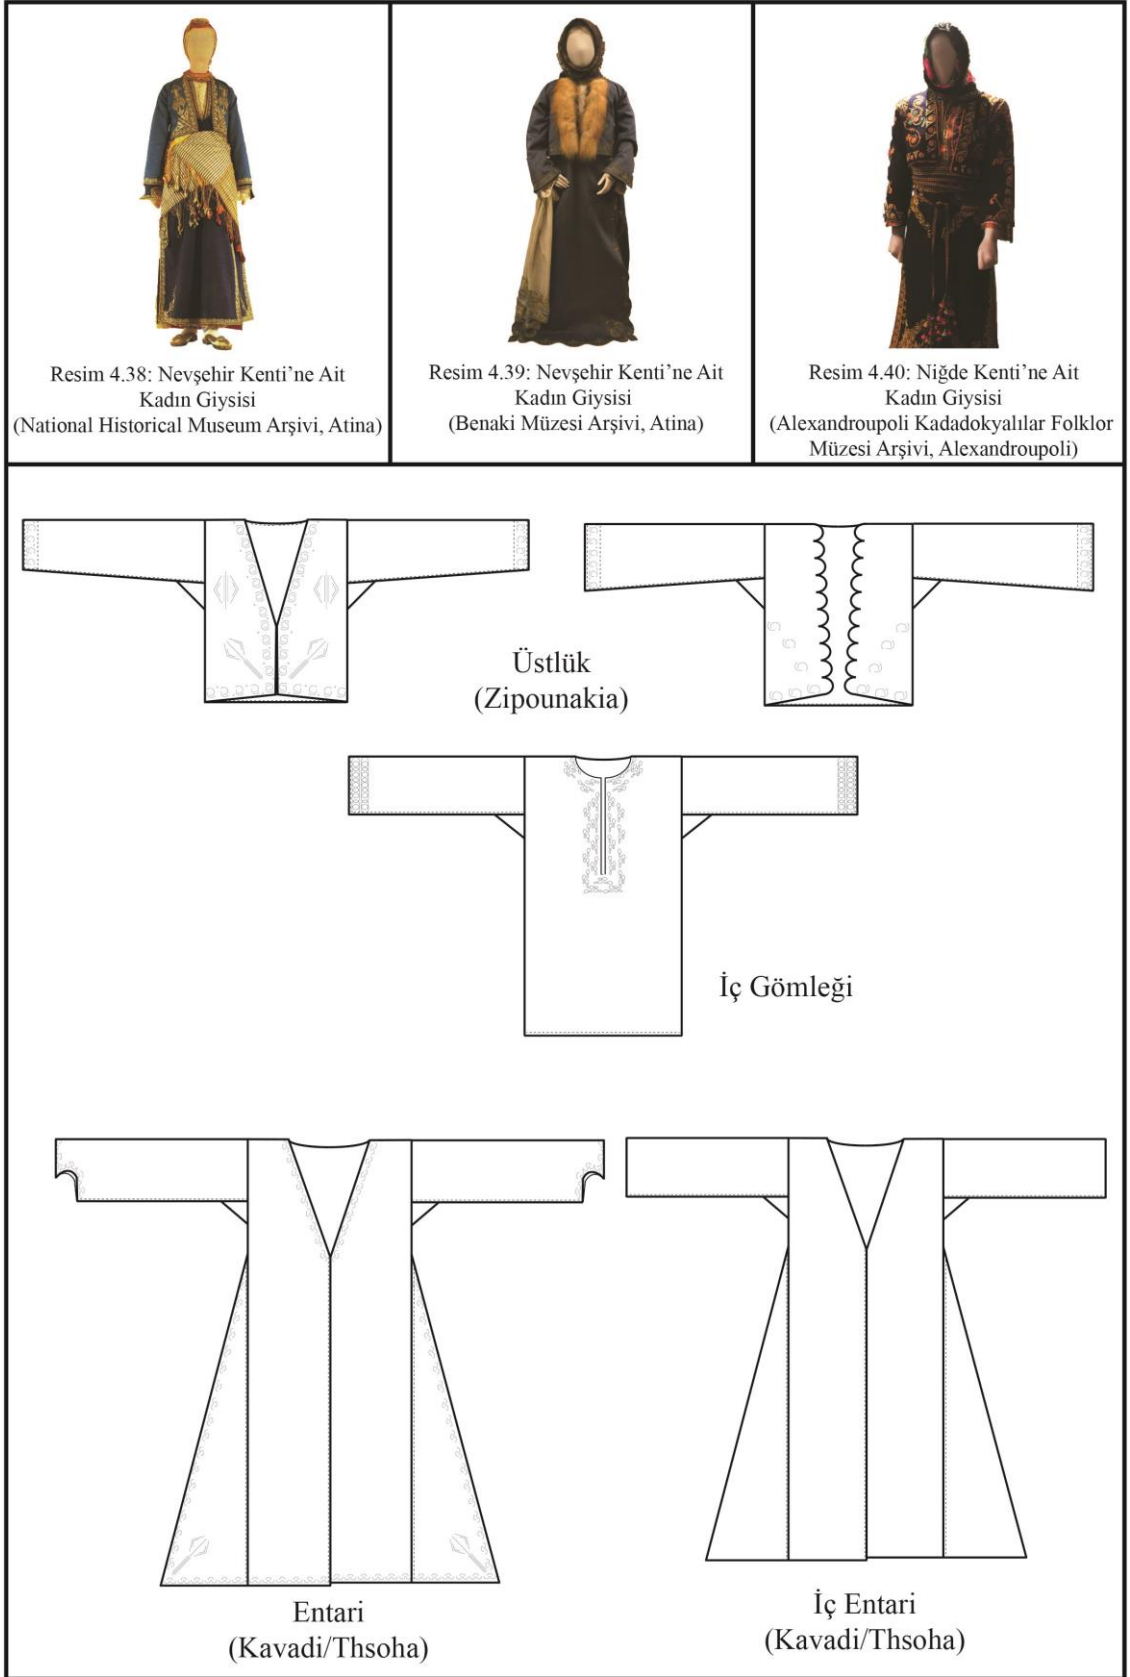 Resim 4.38: Nevşehir Kenti’ne Ait
Kadın Giysisi
(National Historical Museum Arşivi, Atina)
Resim 4.39: Nevşehir Kenti’ne Ait
Kadın Giysisi
(Benaki Müzesi Arşivi, Atina)
Resim 4.40: Niğde Kenti’ne Ait
Kadın Giysisi
(Alexandroupoli Kadadokyalılar Folklor
Müzesi Arşivi, Alexandroupoli)
Üstlük
(Zipounakia)
İç Gömleği
Entari
(Kavadi/Thsoha)
İç Entari
(Kavadi/Thsoha)